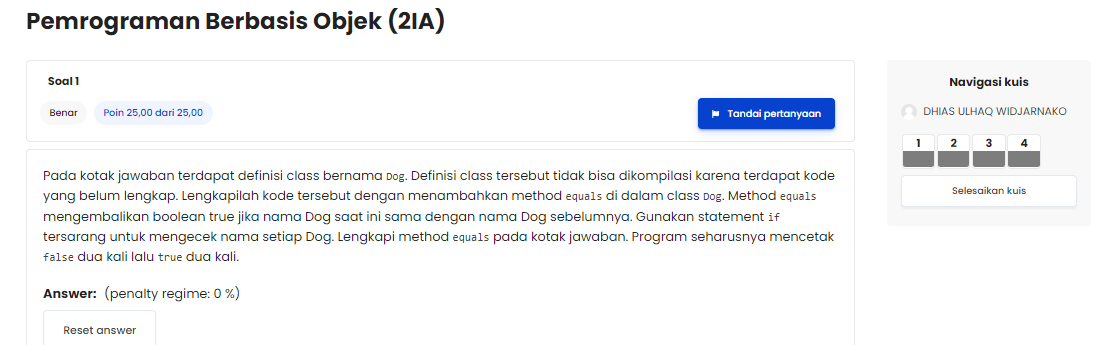 Pemrograman Berbasis Objek (2IA)
Soal 1
Benar
Poin 25,00 dari 25,00
Tandai pertanyaan
Pada kotak jawaban terdapat definisi class bernama Dog. Definisi class tersebut tidak bisa dikompilasi karena terdapat kode
yang belum lengkap. Lengkapilah kode tersebut dengan menambahkan method equals di dalam class Dog. Method equals
mengembalikan boolean true jika nama Dog saat ini sama dengan nama Dog sebelumnya. Gunakan statement if
tersarang untuk mengecek nama setiap Dog. Lengkapi method equals pada kotak jawaban. Program seharusnya mencetak
false dua kali lalu true dua kali.
Answer: (penalty regime: 0 %)
Reset answer
Navigasi kuis
DHIAS ULHAQ WIDJARNAKO
1 2 3 4
Selesaikan kuis